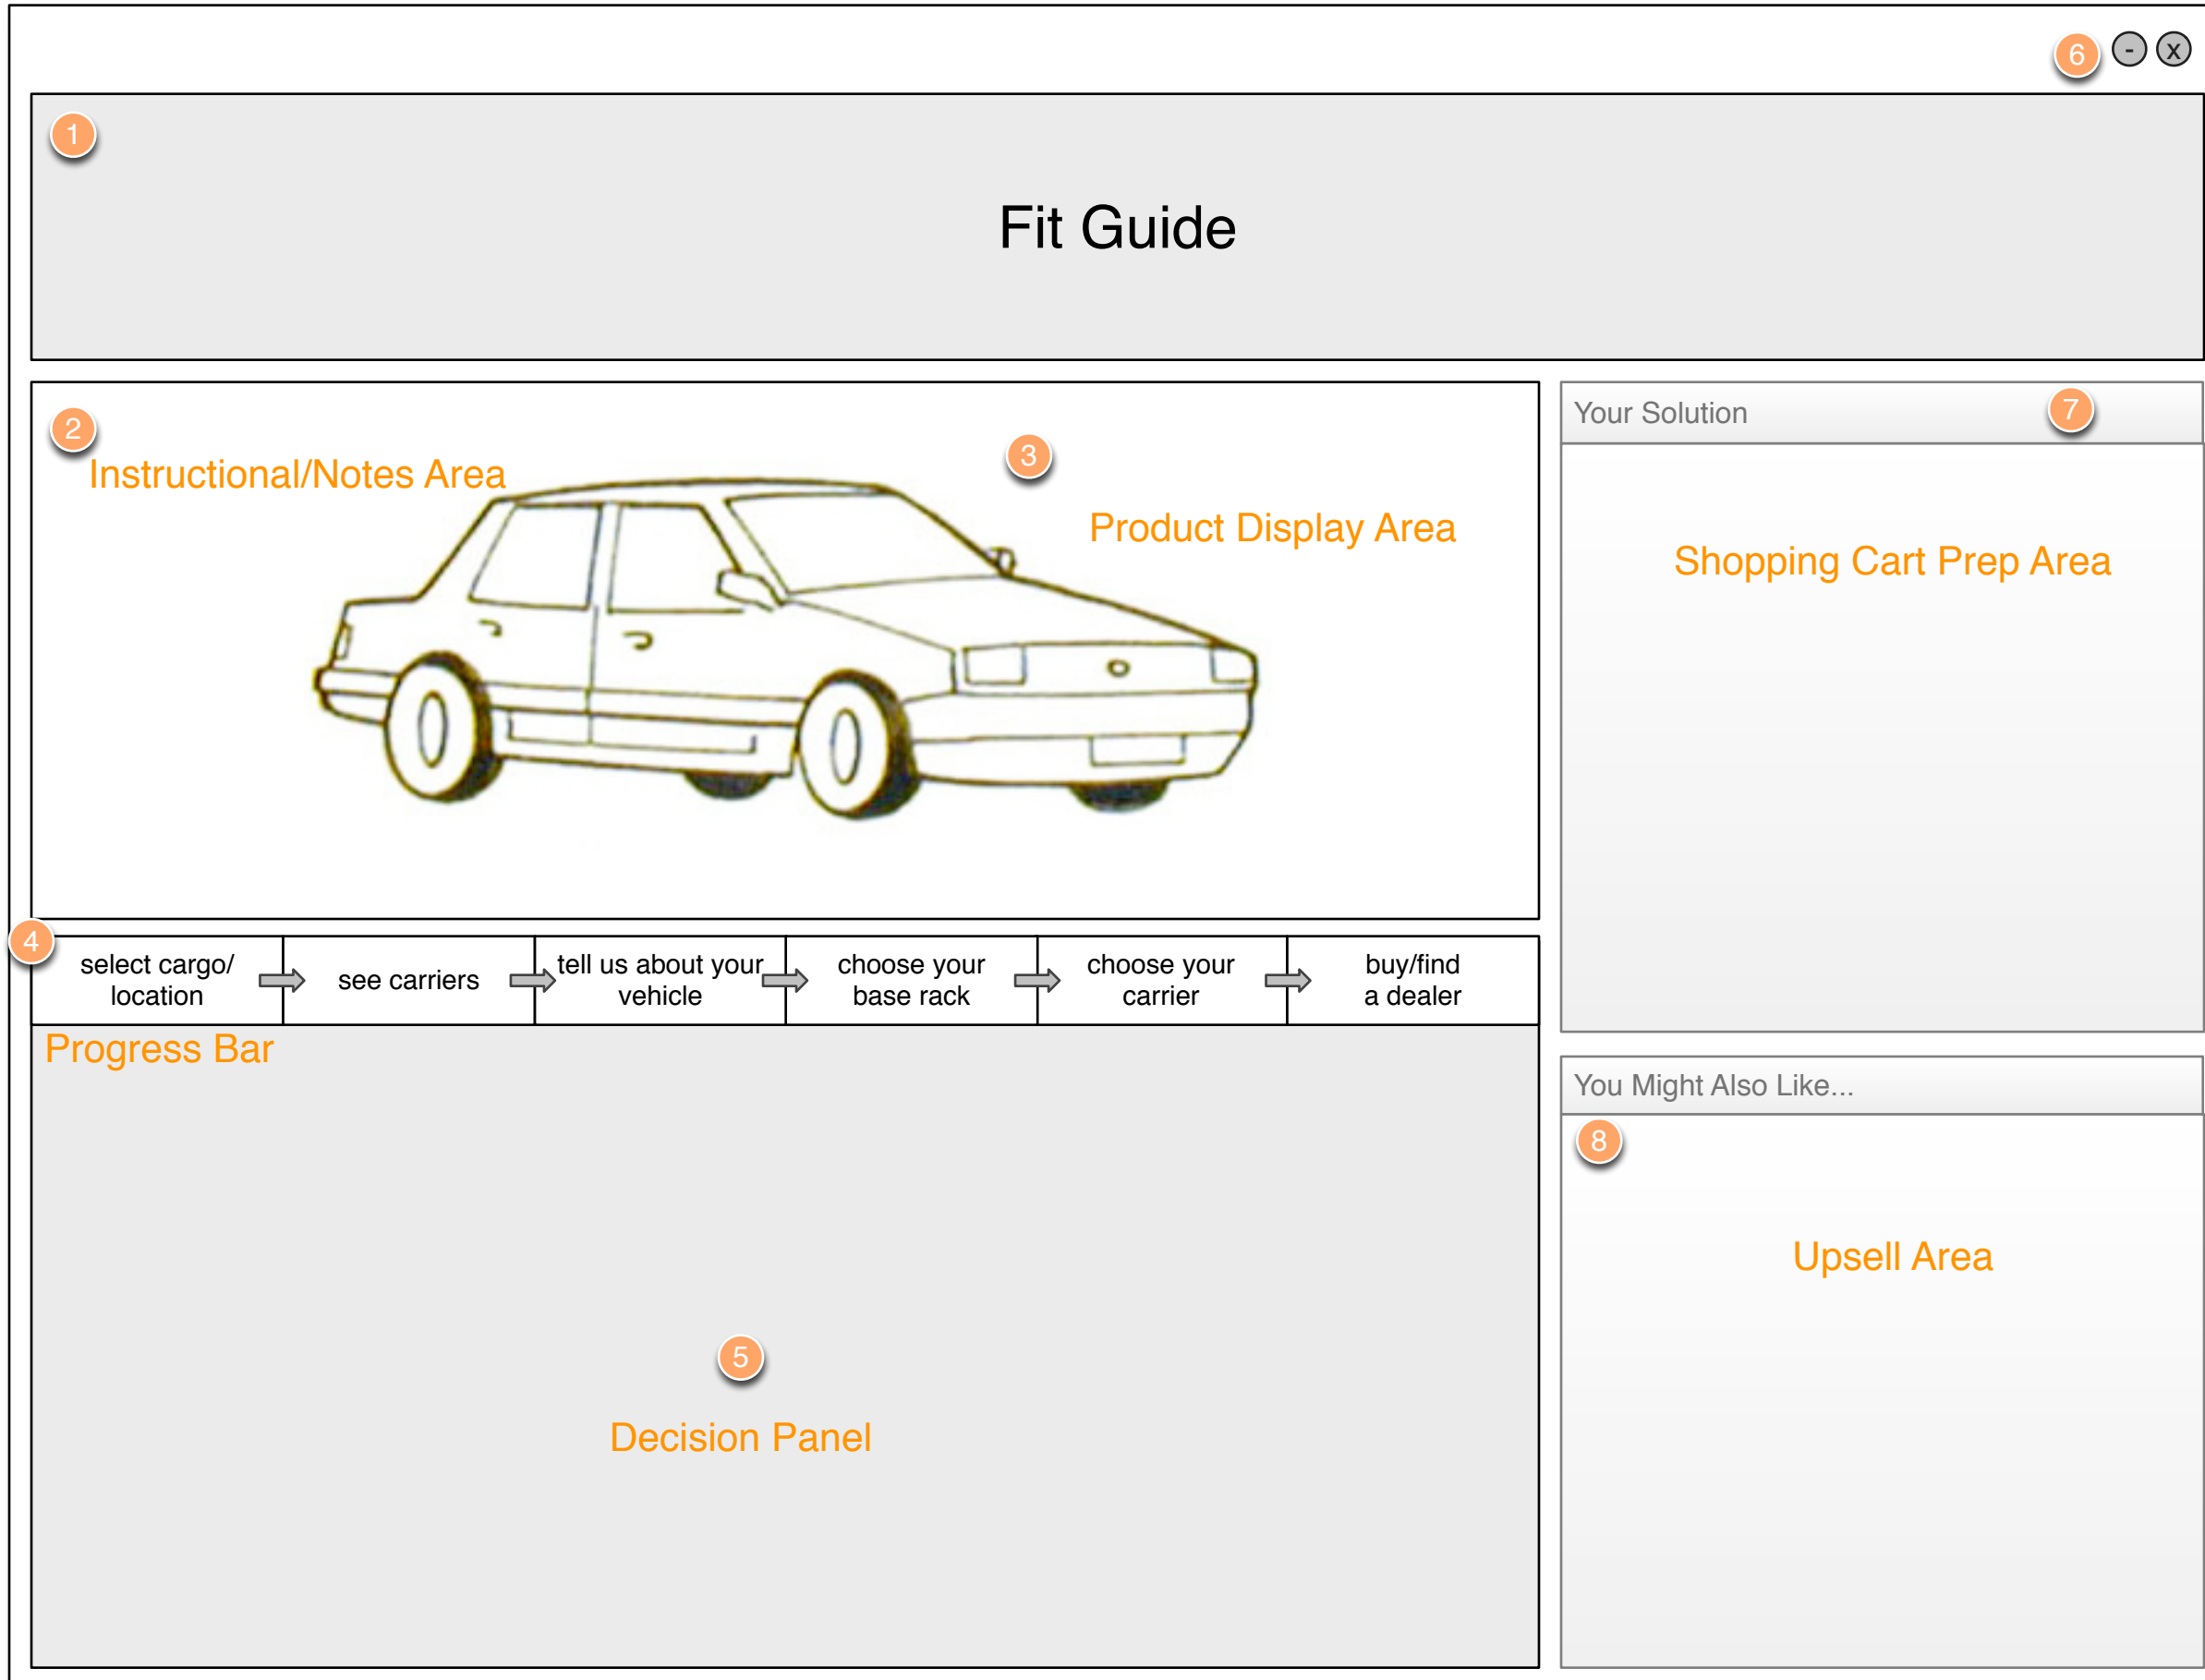 6
-
x
1
Fit Guide
2
Instructional/Notes Area
3
Product Display Area
Your Solution
7
Shopping Cart Prep Area
4
select cargo/
location
see carriers
tell us about your
vehicle
choose your
base rack
choose your
carrier
buy/find
a dealer
Progress Bar
5
Decision Panel
You Might Also Like...
8
Upsell Area